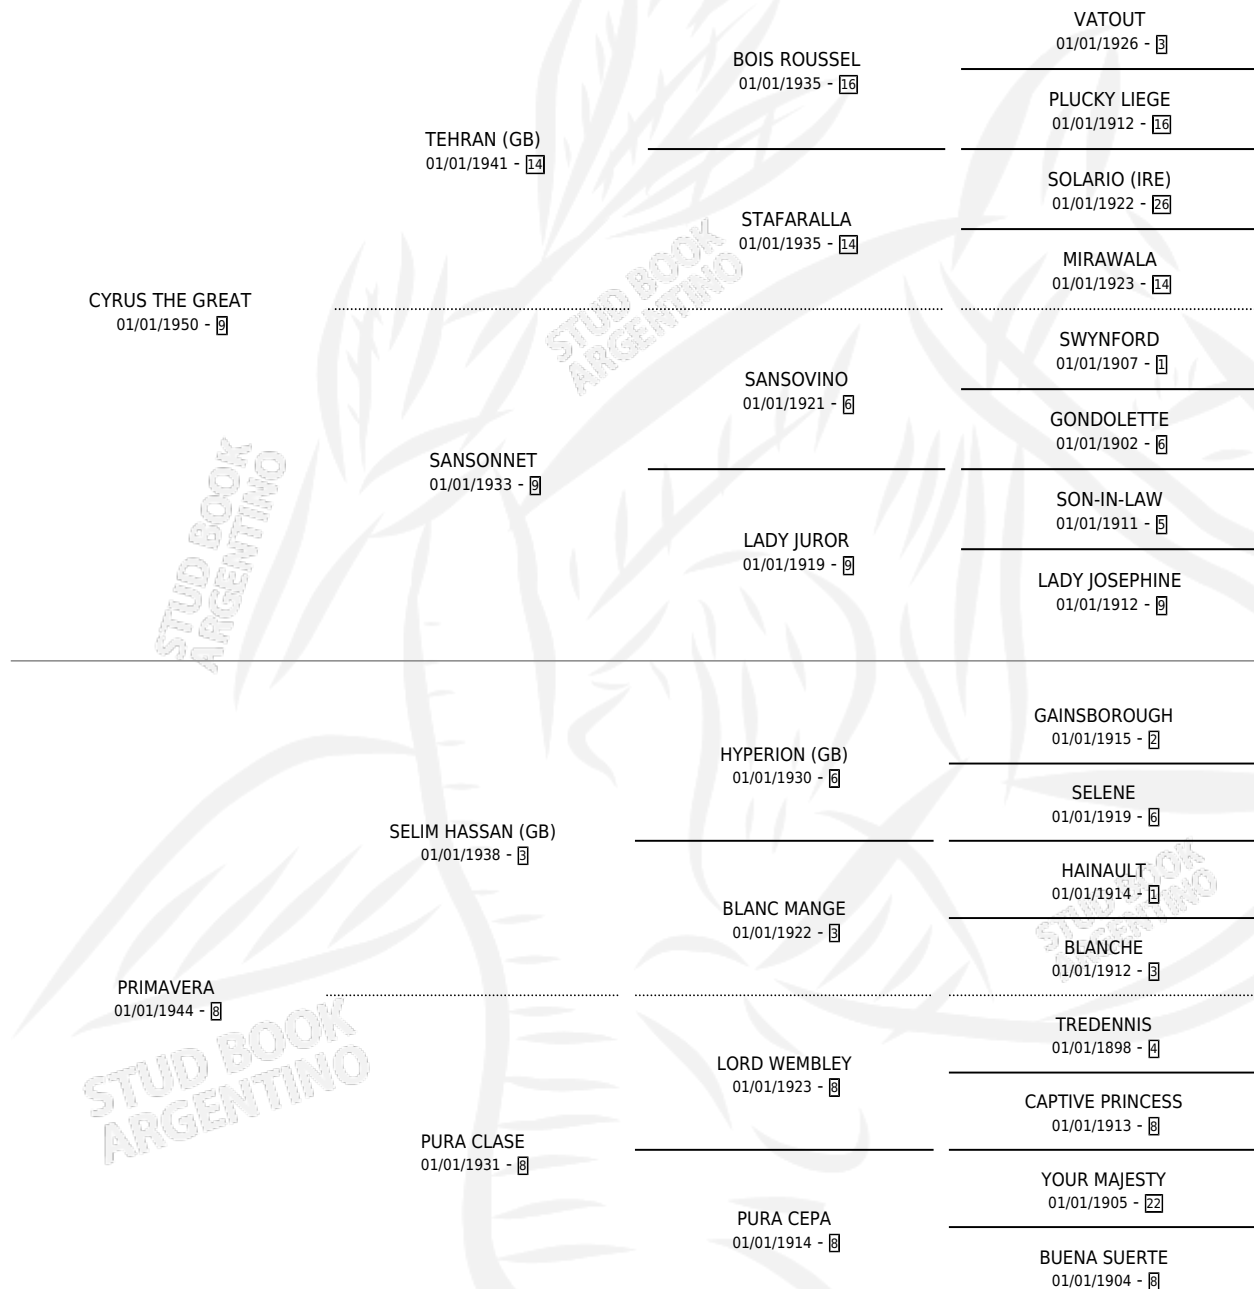 VATOUT
01/01/1926 - 3
BOIS ROUSSEL
01/01/1935 - 16
PLUCKY LIEGE
01/01/1912 - 16
TEHRAN (GB)
01/01/1941 - 14
SOLARIO (IRE)
01/01/1922 - 26
STAFARALLA
01/01/1935 - 14
MIRAWALA
01/01/1923 - 14
CYRUS THE GREAT
01/01/1950 - 9
STUD BOOK
ARGENTINO
SWYNFORD
01/01/1907 - 1
SANSOVINO
01/01/1921 - 6
GONDOLETTE
01/01/1902 - 6
SANSONNET
01/01/1933 - 9
SON-IN-LAW
01/01/1911 - 5
LADY JUROR
01/01/1919 - 9
LADY JOSEPHINE
01/01/1912 - 9
STUD BOOK
ARGENTINO
GAINSBOROUGH
01/01/1915 - 2
HYPERION (GB)
01/01/1930 - 6
SELENE
01/01/1919 - 6
SELIM HASSAN (GB)
01/01/1938 - 3
HAINAULT
01/01/1914 - 1
BLANC MANGE
01/01/1922 - 3
BLANCHE
01/01/1912 - 3
STUD BOOK
ARGENTINO
PRIMAVERA
01/01/1944 - 8
TREDENNIS
01/01/1898 - 4
LORD WEMBLEY
01/01/1923 - 8
CAPTIVE PRINCESS
01/01/1913 - 8
STUD BOOK
ARGENTINO
PURA CLASE
01/01/1931 - 8
YOUR MAJESTY
01/01/1905 - 22
PURA CEPA
01/01/1914 - 8
BUENA SUERTE
01/01/1904 - 8